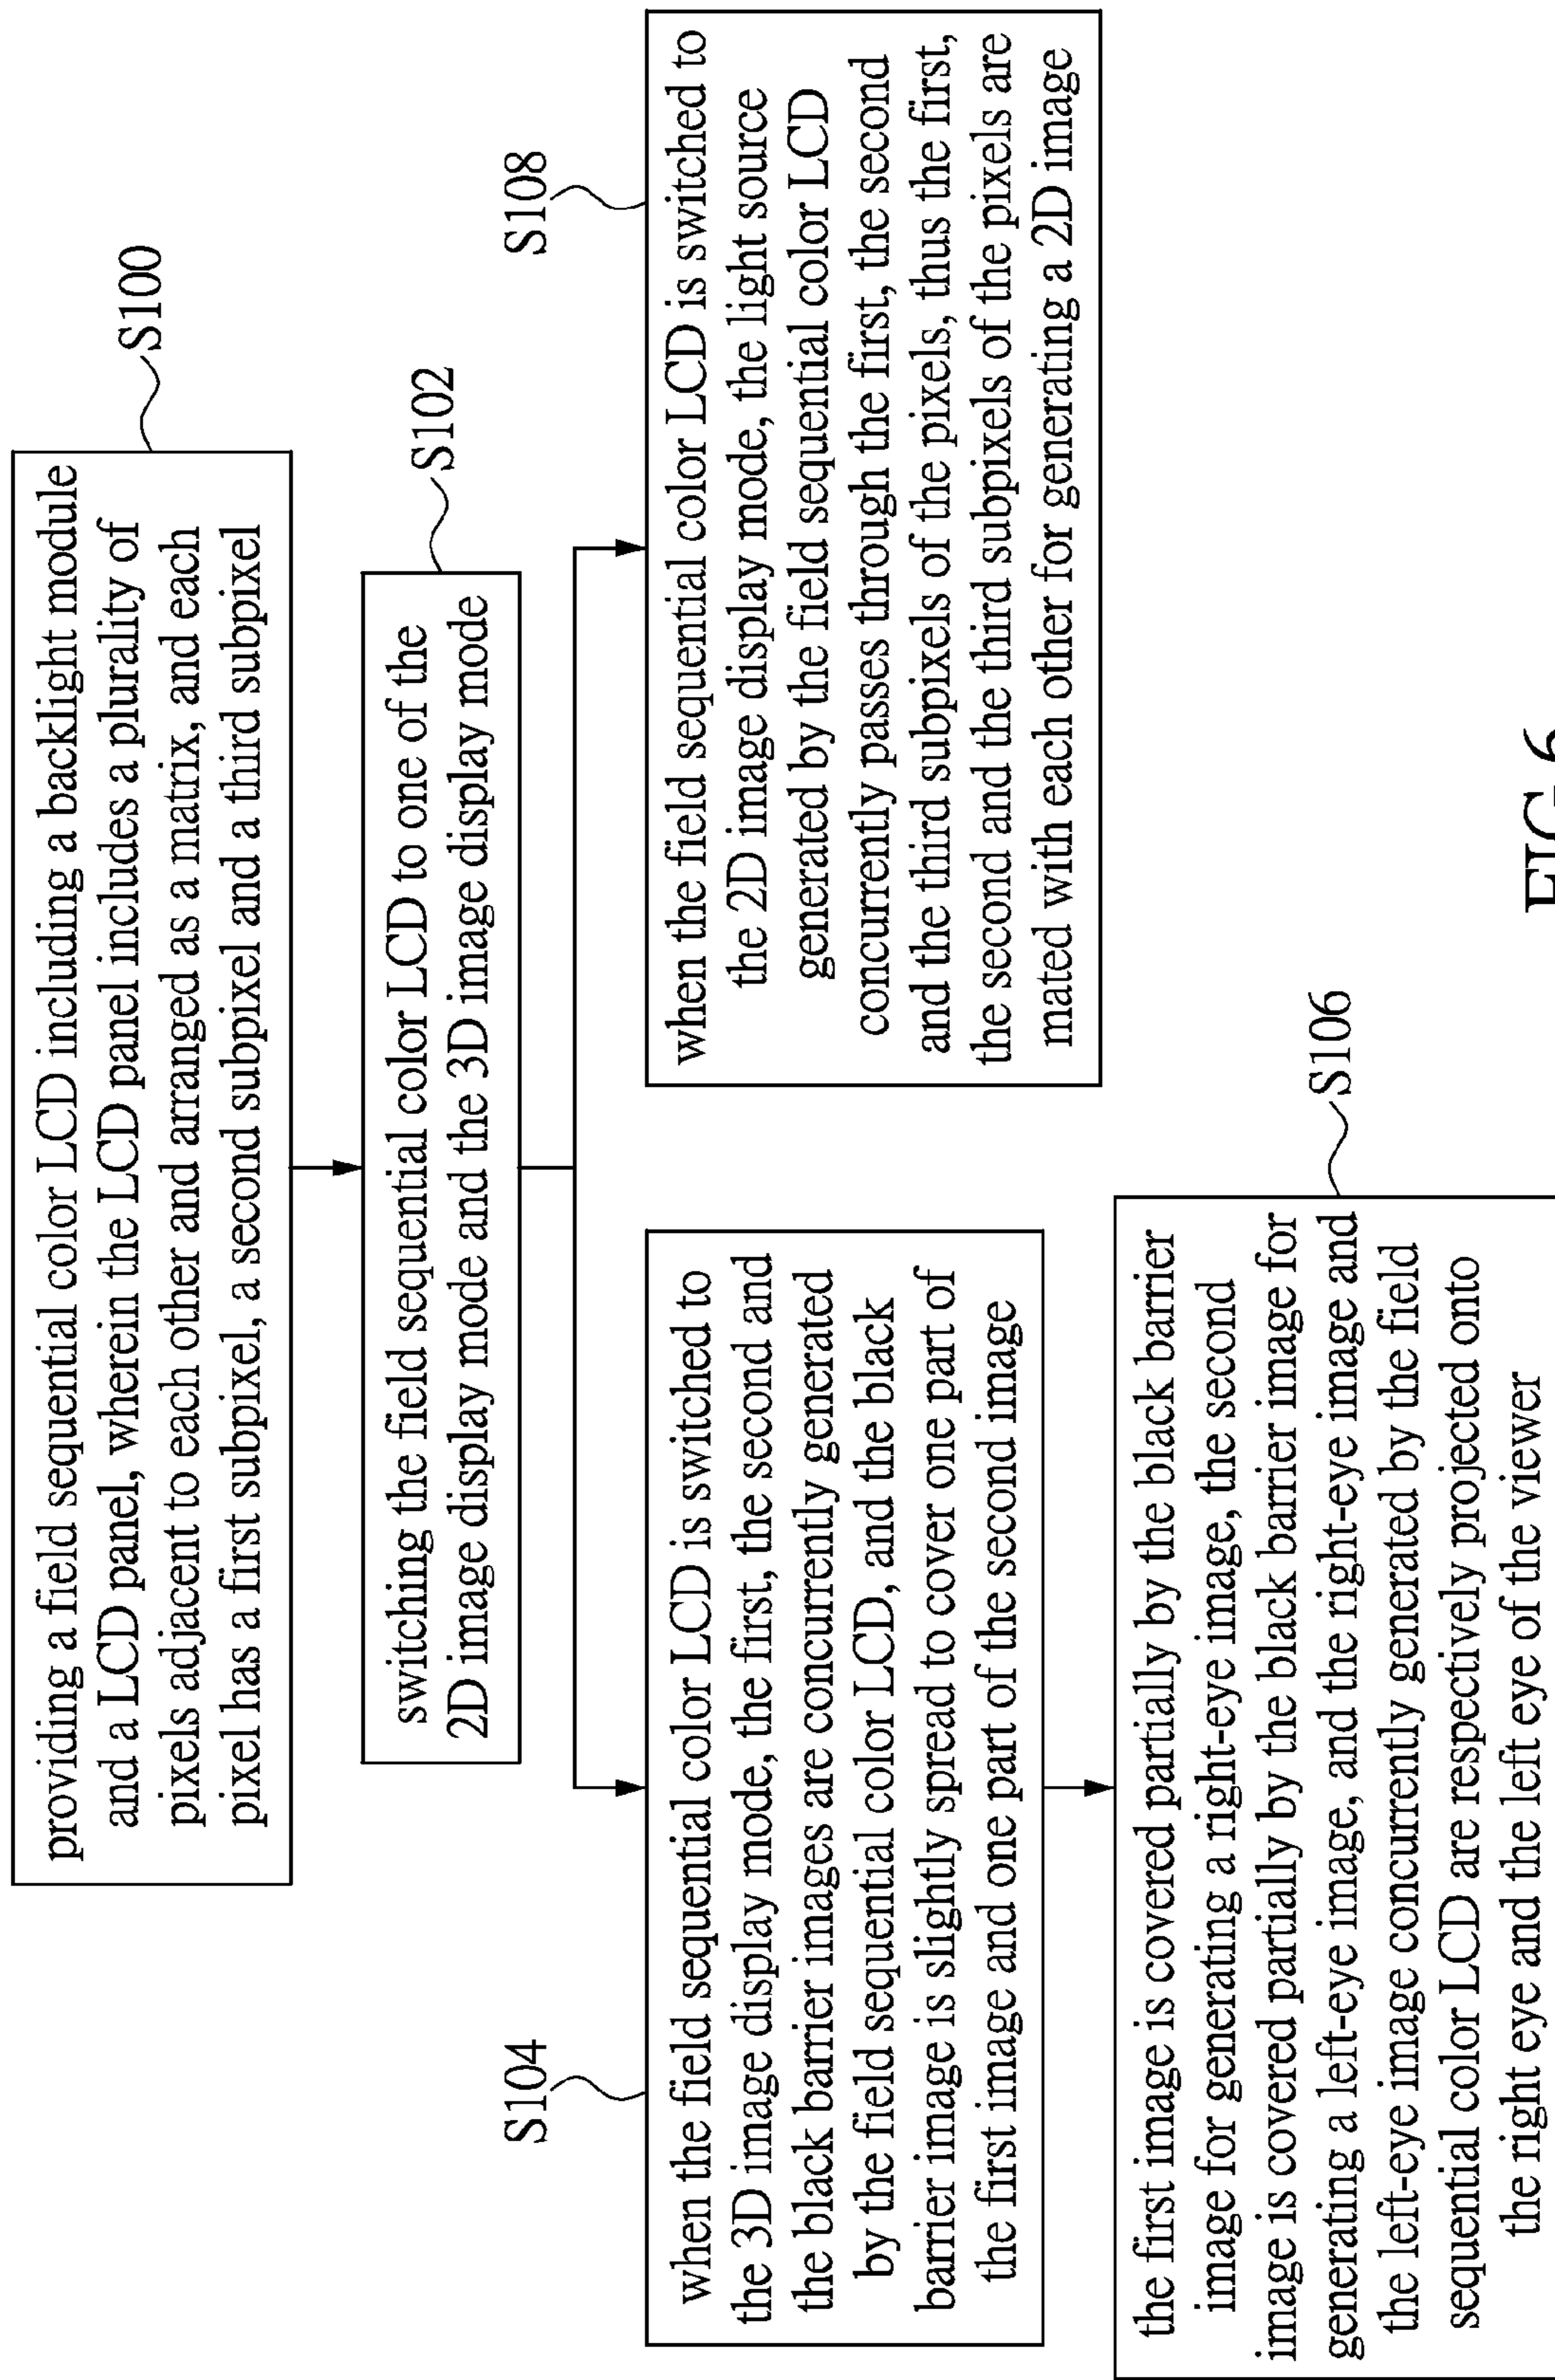 providing a field sequential color LCD including a backlight module
and a LCD panel, wherein the LCD panel includes a plurality of
pixels adjacent to each other and arranged as a matrix, and each
pixel has a first subpixel, a second subpixel and a third subpixel
S100
switching the field sequential color LCD to one of the
2D image display mode and the 3D image display mode
S102
S104
when the field sequential color LCD is switched to
the 3D image display mode, the first, the second and
the black barrier images are concurrently generated
by the field sequential color LCD, and the black
barrier image is slightly spread to cover one part of
the first image and one part of the second image
S108
when the field sequential color LCD is switched to
the 2D image display mode, the light source
generated by the field sequential color LCD
concurrently passes through the first, the second
and the third subpixels of the pixels, thus the first,
the second and the third subpixels of the pixels are
mated with each other for generating a 2D image
the first image is covered partially by the black barrier
image for generating a right-eye image, the second
image is covered partially by the black barrier image for
generating a left-eye image, and the right-eye image and
the left-eye image concurrently generated by the field
sequential color LCD are respectively projected onto
the right eye and the left eye of the viewer
S106
FIG. 6